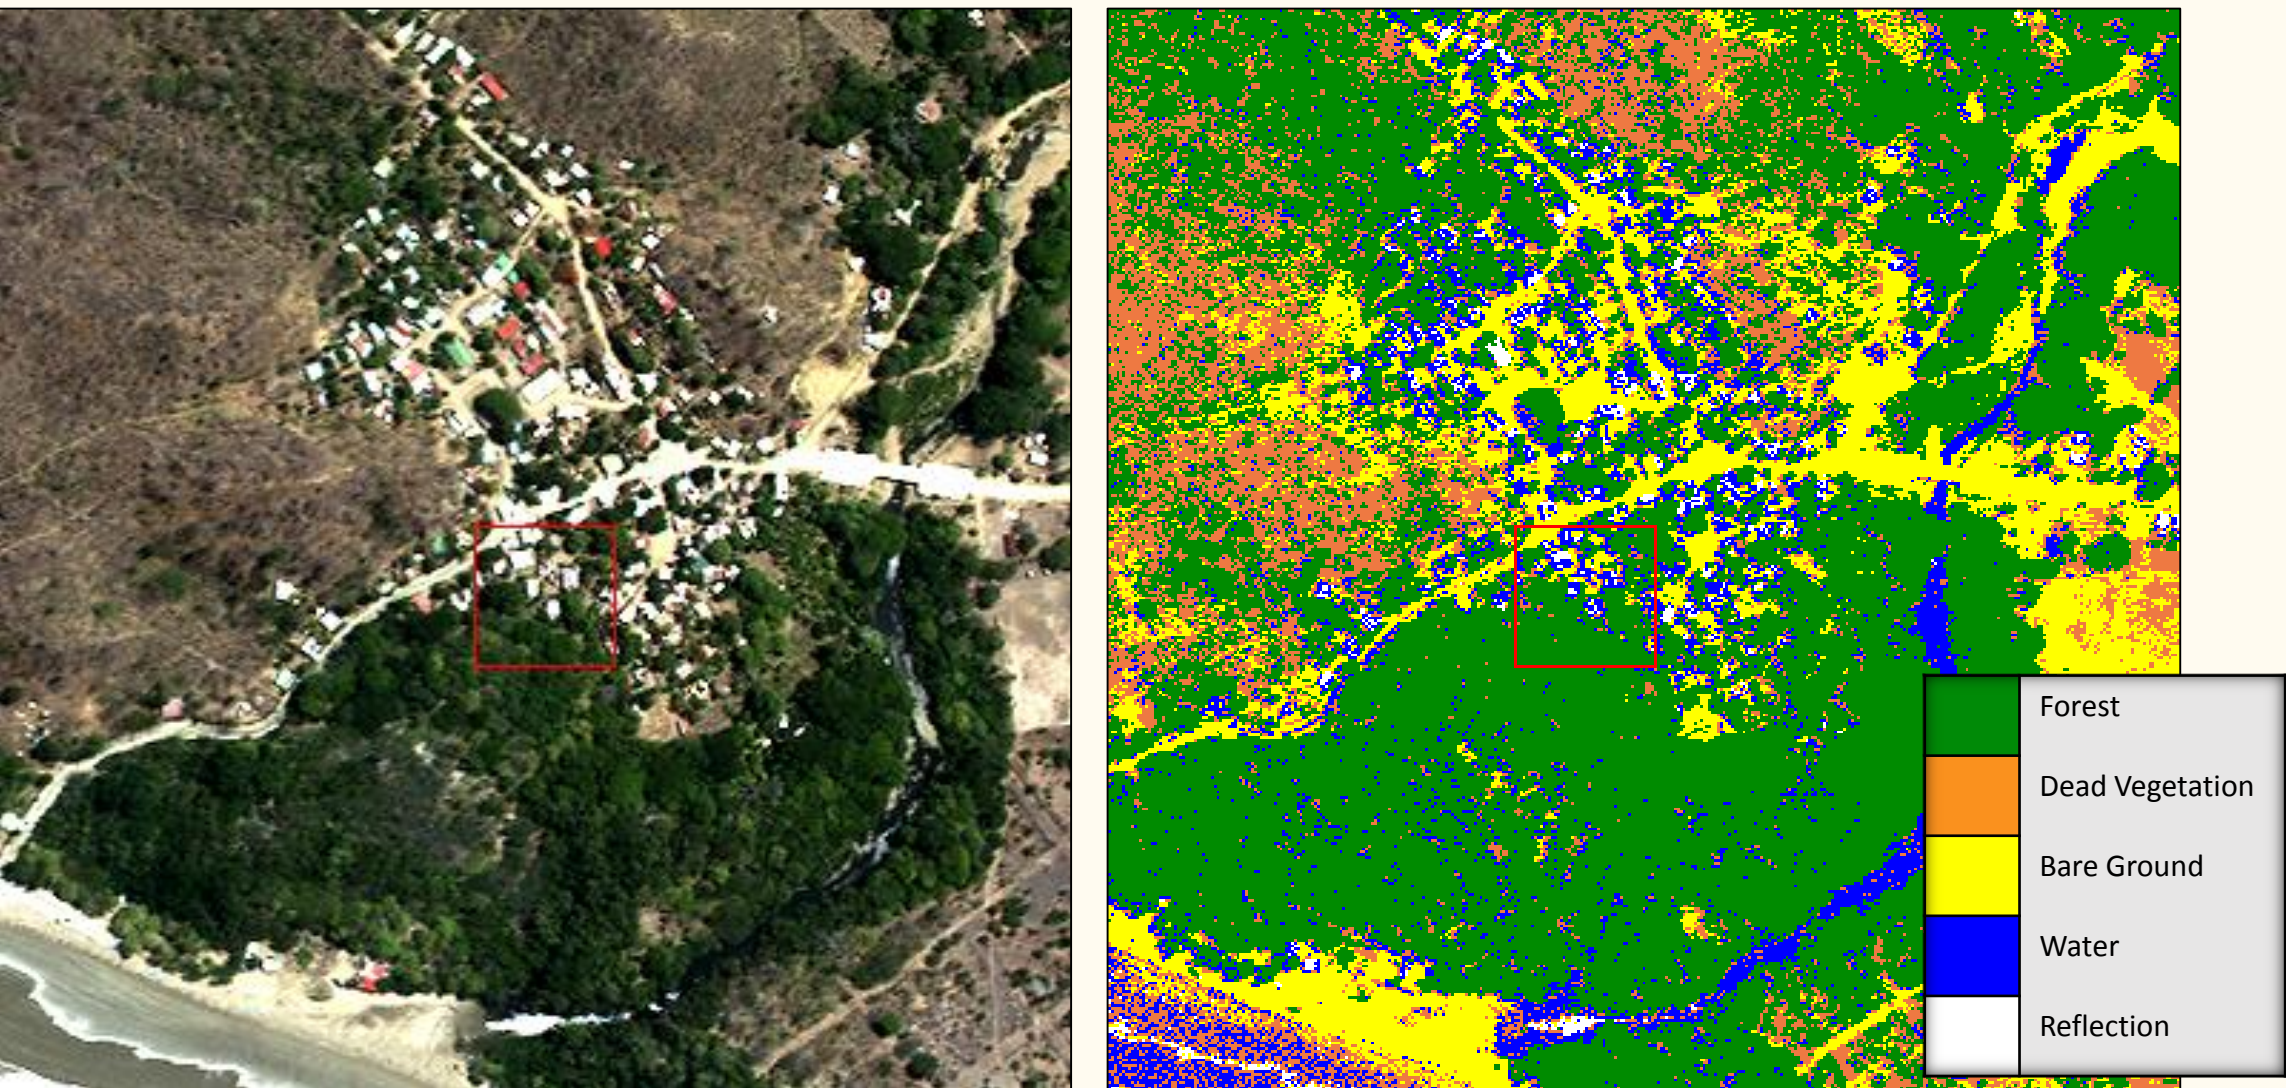 Forest
Dead Vegetation
Bare Ground
Water
Reflection